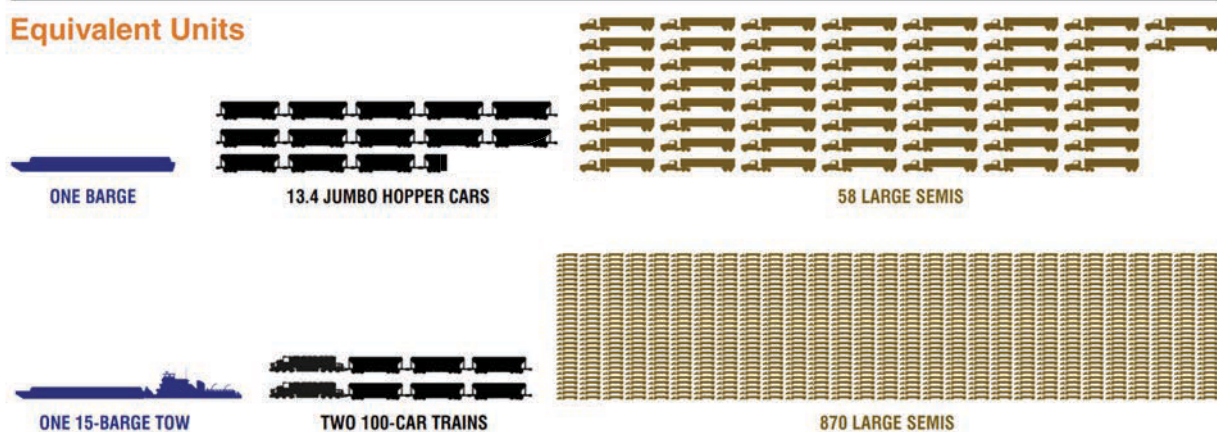 Equivalent Units
ONE BARGE
13.4 JUMBO HOPPER CARS
58 LARGE SEMIS
ONE 15-BARGE TOW
TWO 100-CAR TRAINS
870 LARGE SEMIS